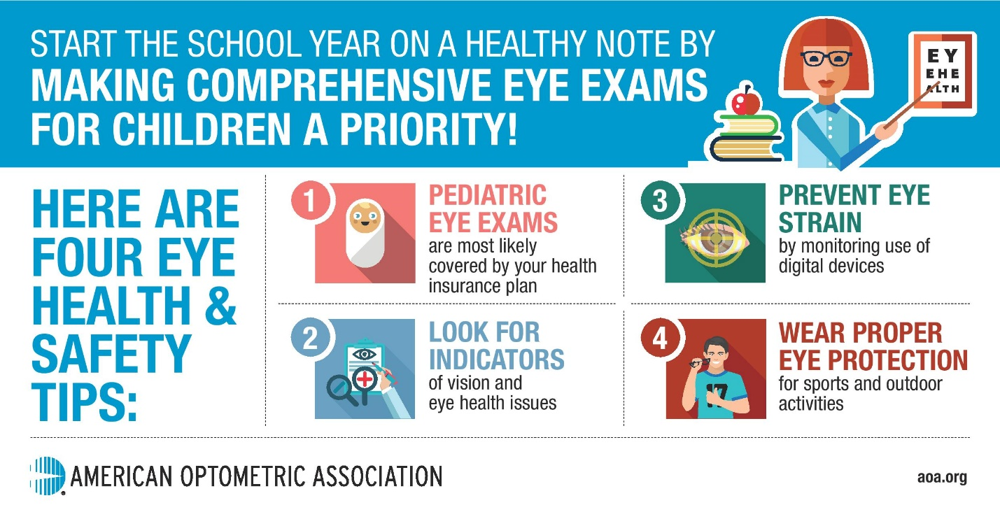 START THE SCHOOL YEAR ON A HEALTHY NOTE BY
MAKING COMPREHENSIVE EYE EXAMS
FOR CHILDREN A PRIORITY!
E Y
E H E
A L T H
HERE ARE
FOUR EYE
HEALTH &
SAFETY
TIPS:
1
PEDIATRIC
EYE EXAMS
are most likely
covered by your health
insurance plan
2
LOOK FOR
INDICATORS
of vision and
eye health issues
3
PREVENT EYE
STRAIN
by monitoring use of
digital devices
4
17
WEAR PROPER
EYE PROTECTION
for sports and outdoor
activities
AMERICAN OPTOMETRIC ASSOCIATION
aoa.org